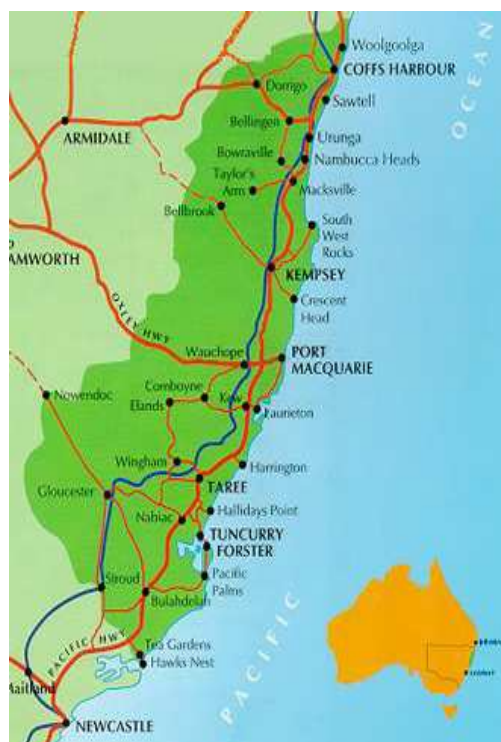 Woolgoolga
OCEAN
COFFS HARBOUR
Dorrigo
Sawtell
Bellingen
ARMIDALE
Urunga
Bowraville
Nambucca Heads
Taylor's
Arm
Macksville
Bellbrook
South
West
Rocks
AMWORTH
KEMPSEY
Crescent
Head
OXLEY HWY
Wauchope
PORT
MACQUARIE
Comboyne
Nowendoc
Elands
Kew
Laurieton
Wingham
Harrington
TAREE
Gloucester
Hallidays Point
Nabiac
TUNCURRY
FORSTER
Pacific
Palms
Stroud
Bulahdelah
PACIFIC
PACIFIC HWY
Tea Gardens
Hawks Nest
Maitland
NEWCASTLE